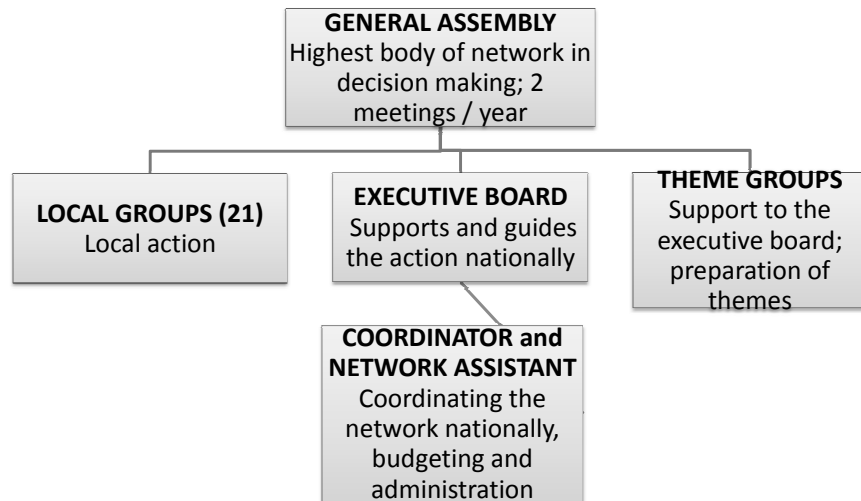 GENERAL ASSEMBLY
Highest body of network in
decision making; 2
meetings / year
LOCAL GROUPS (21)
Local action
EXECUTIVE BOARD
Supports and guides
the action nationally
THEME GROUPS
Support to the
executive board;
preparation of
themes
COORDINATOR and
NETWORK ASSISTANT
Coordinating the
network nationally,
budgeting and
administration